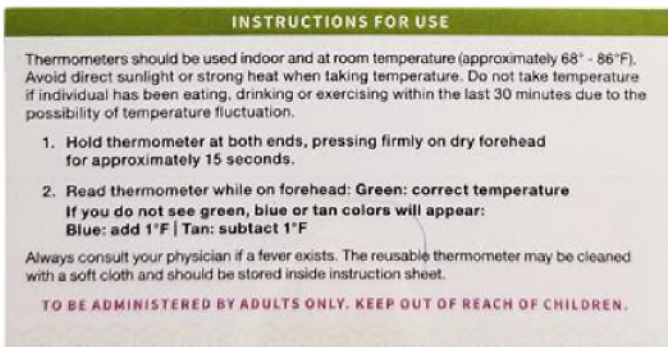 INSTRUCTIONS FOR USE
Thermometers should be used indoor and at room temperature (approximately 68° - 86°F).
Avoid direct sunlight or strong heat when taking temperature. Do not take temperature
if individual has been eating, drinking or exercising within the last 30 minutes due to the
possibility of temperature fluctuation.
1. Hold thermometer at both ends, pressing firmly on dry forehead
for approximately 15 seconds.
2. Read thermometer while on forehead: Green: correct temperature
If you do not see green, blue or tan colors will appear:
Blue: add 1°F | Tan: subtact 1°F
Always consult your physician if a fever exists. The reusable thermometer may be cleaned
with a soft cloth and should be stored inside instruction sheet.
TO BE ADMINISTERED BY ADULTS ONLY. KEEP OUT OF REACH OF CHILDREN.